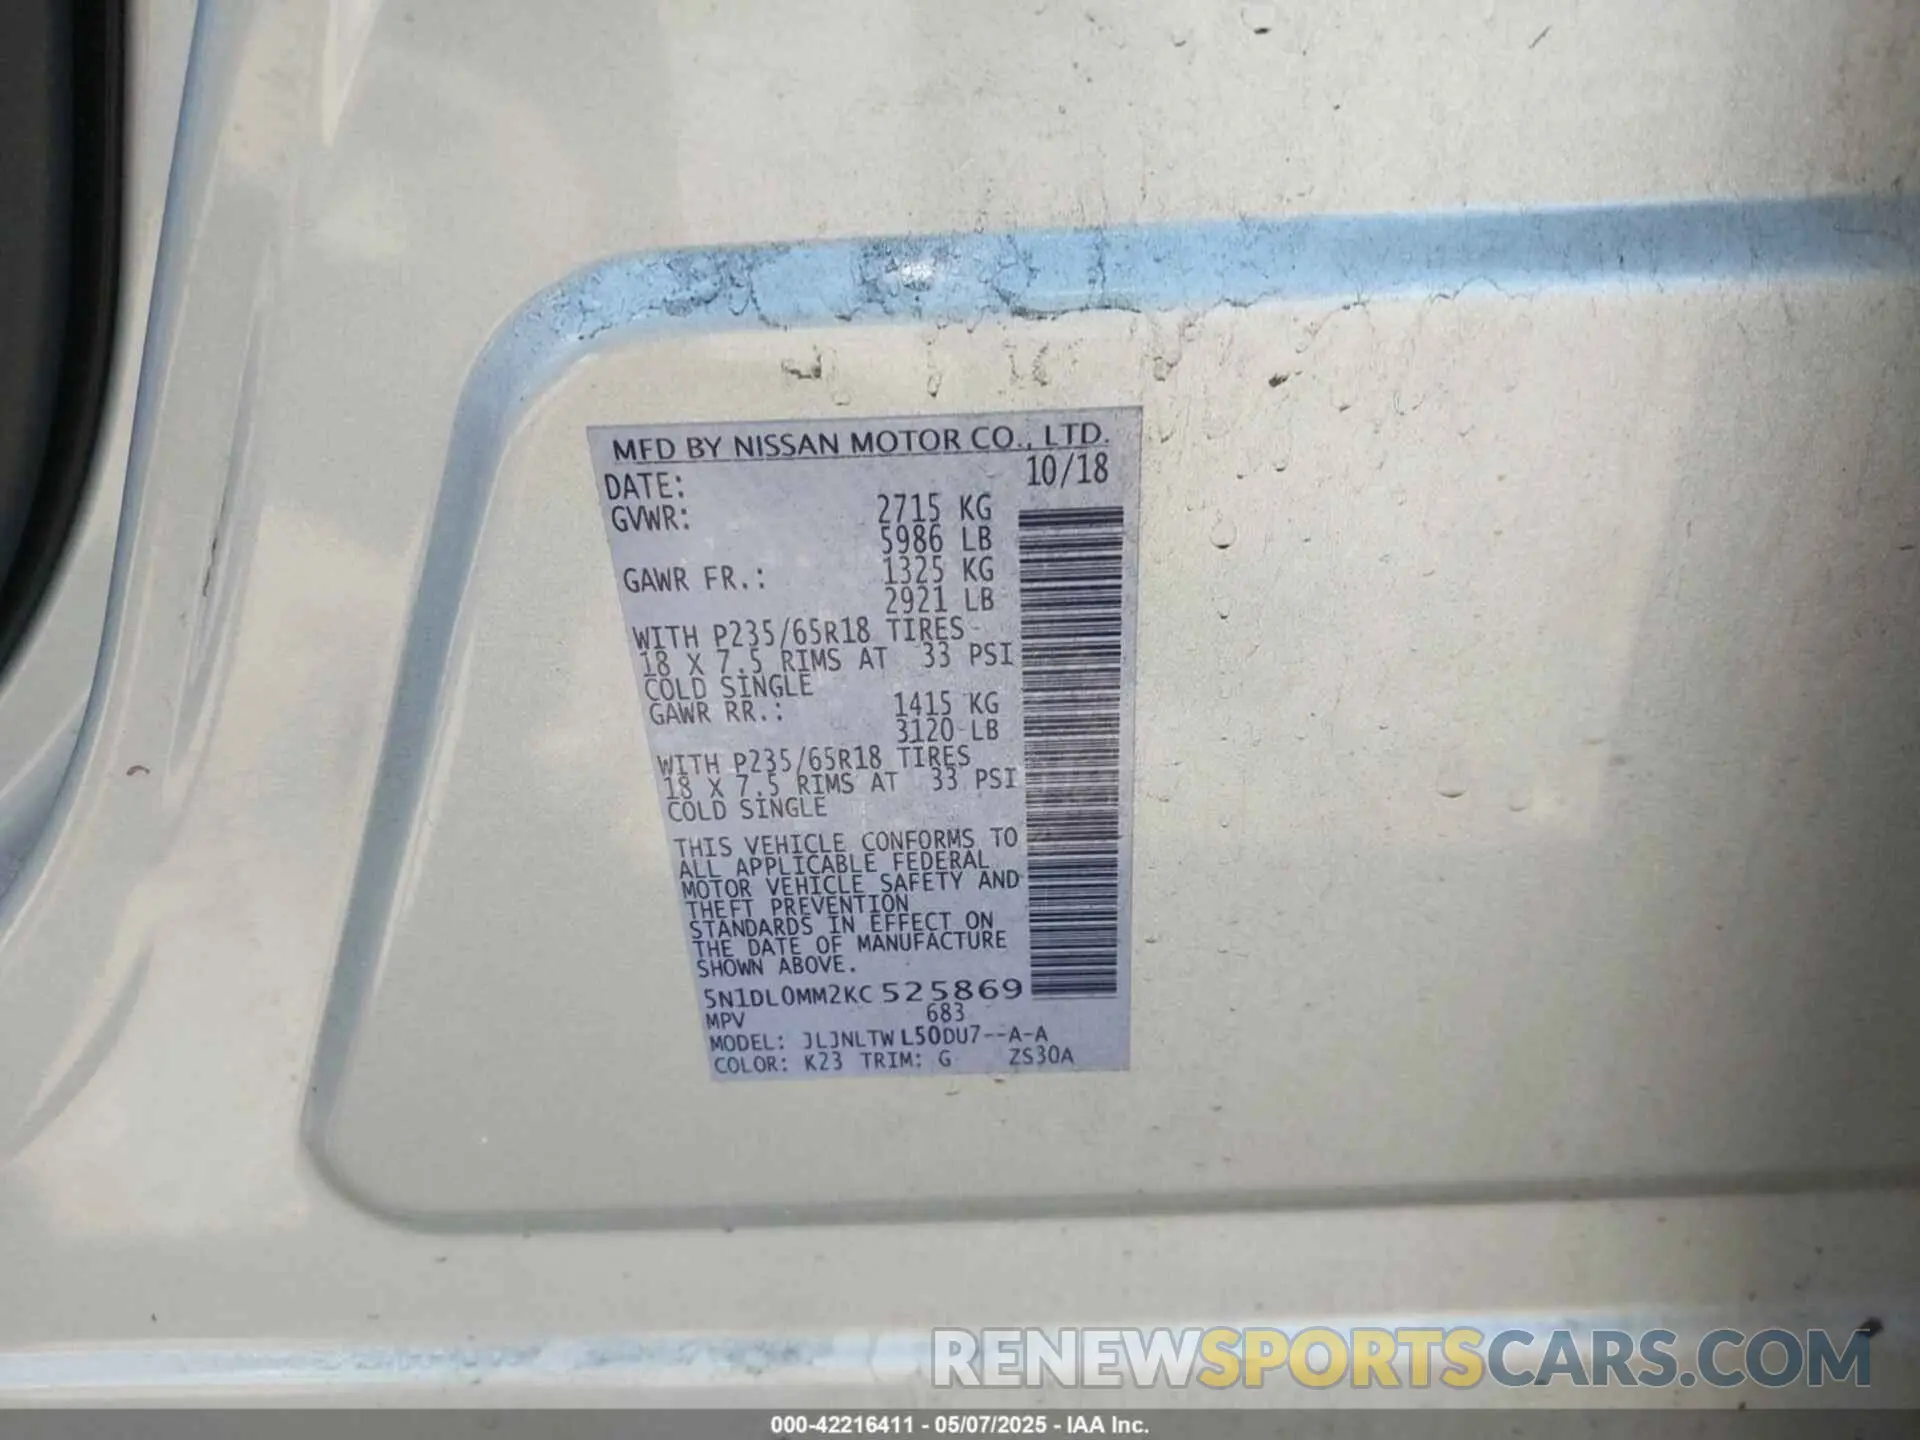 MFD BY NISSAN MOTOR CO., LTD.
DATE: 10/18
GVWR: 2715 KG
5986 LB
GAWR FR.: 1325 KG
2921 LB
WITH P235/65R18 TIRES
18 X 7.5 RIMS AT 33 PSI
COLD SINGLE
GAWR RR.: 1415 KG
3120 LB
WITH P235/65R18 TIRES
18 X 7.5 RIMS AT 33 PSI
COLD SINGLE
THIS VEHICLE CONFORMS TO
ALL APPLICABLE FEDERAL
MOTOR VEHICLE SAFETY AND
THEFT PREVENTION
STANDARDS IN EFFECT ON
THE DATE OF MANUFACTURE
SHOWN ABOVE.
5N1DL0MM2KC 525869
MPV 683
MODEL: JLJNLTW L50DU7--A-A
COLOR: K23 TRIM: G ZS30A
RENEWSPORTSCARS.COM
000-42216411 - 05/07/2025 - IAA Inc.